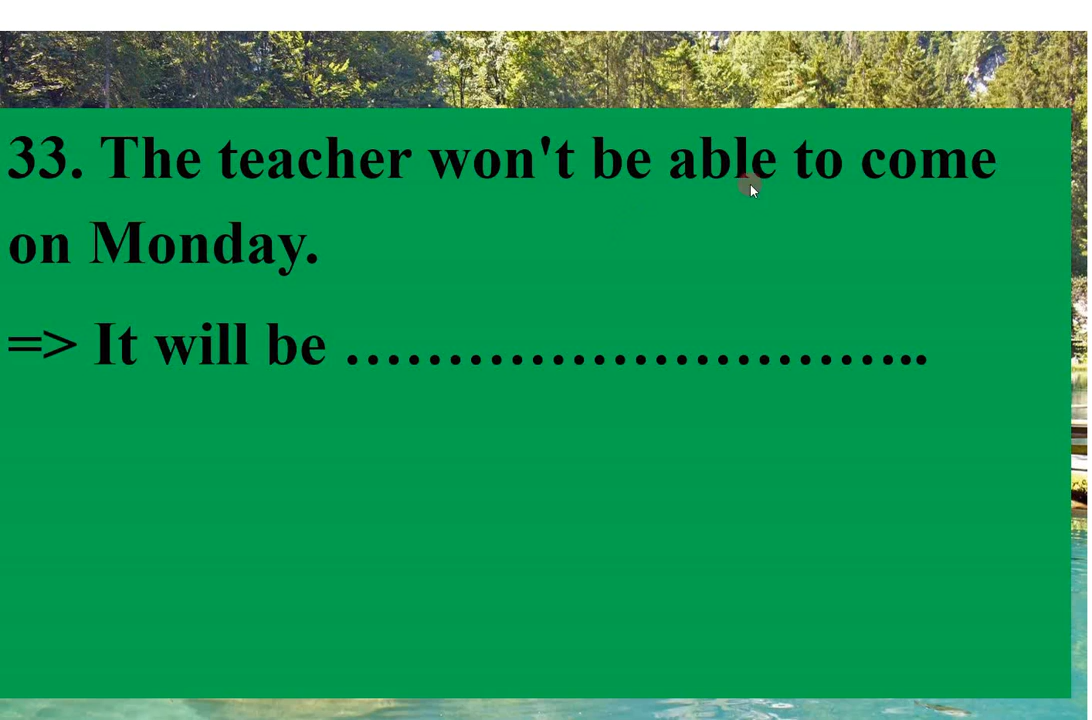 33. The teacher won't be able to come
on Monday.
=> It will be …………………………..